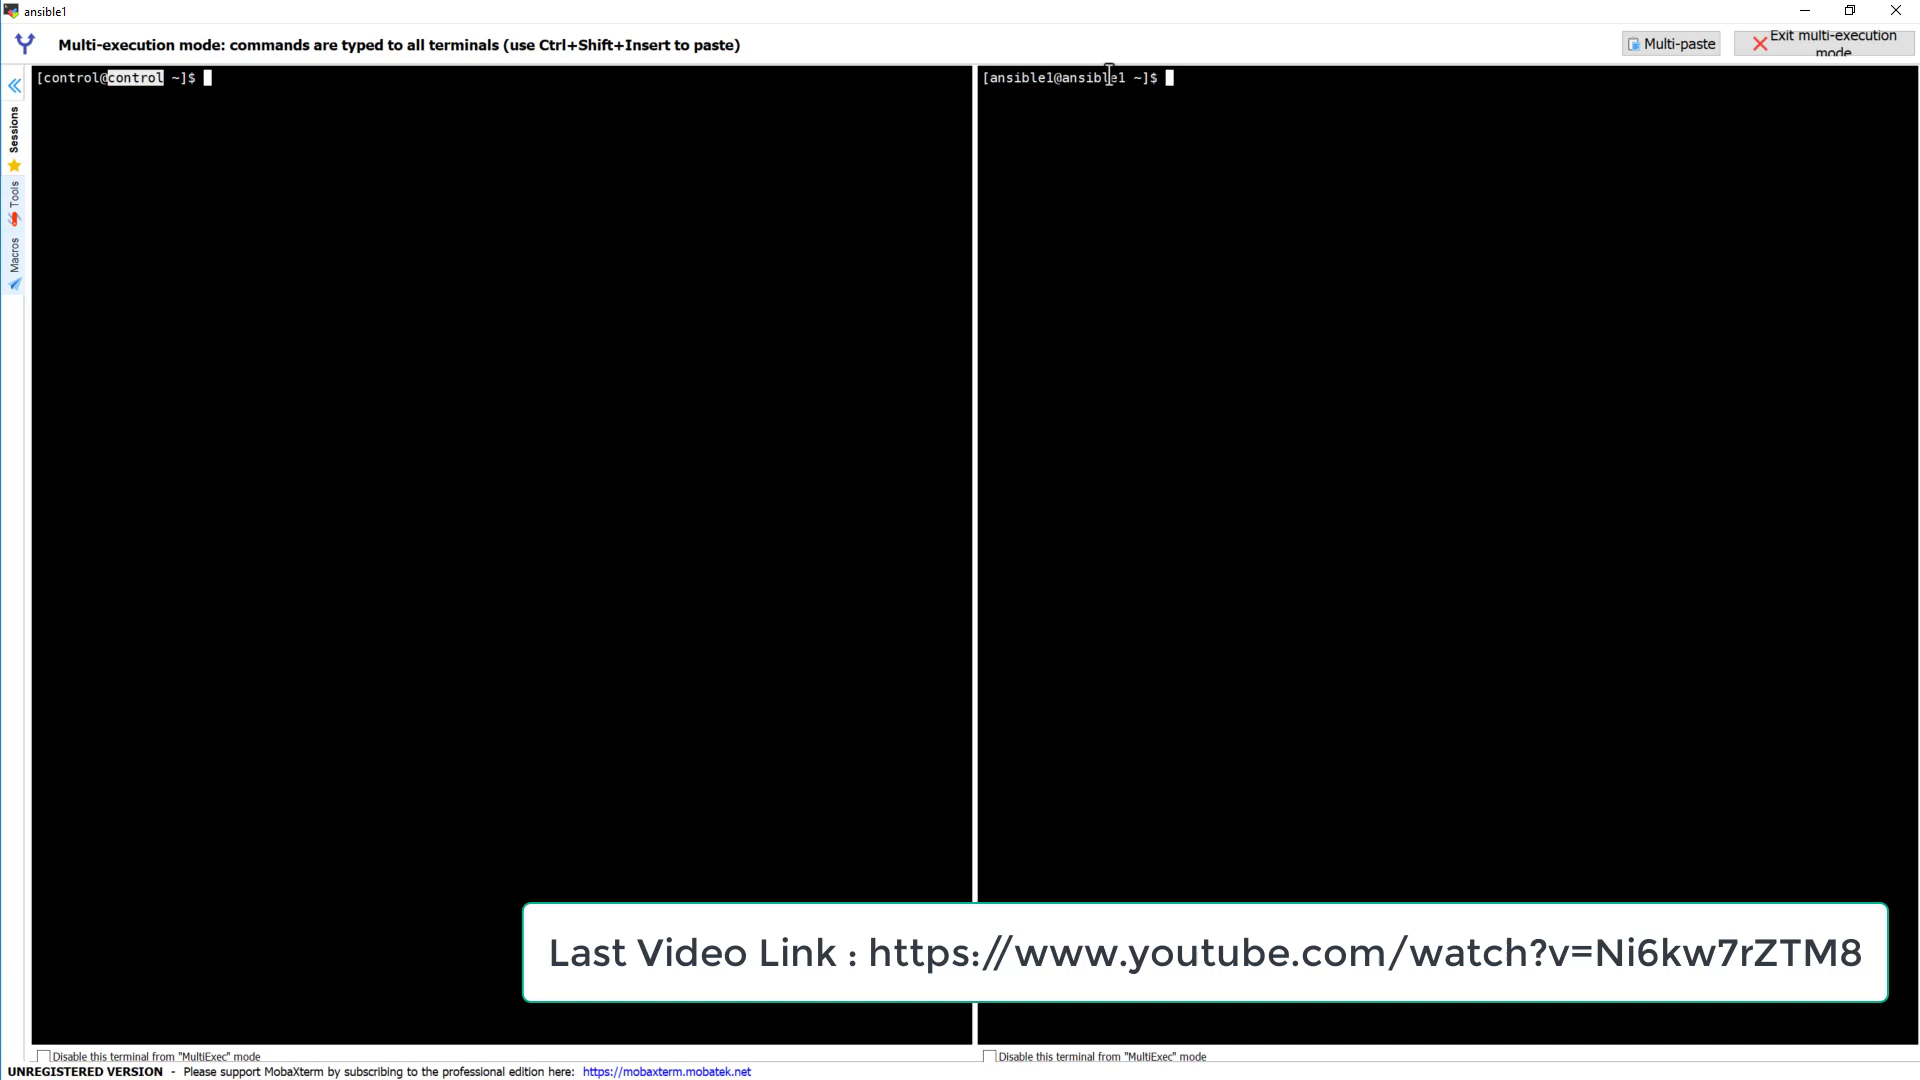 ansible1
Multi-execution mode: commands are typed to all terminals (use Ctrl+Shift+Insert to paste)
Multi-paste
Exit multi-execution
mode
Sessions
Tools
Macros
[control@control ~]$
[ansible1@ansible1 ~]$
Last Video Link : https://www.youtube.com/watch?v=Ni6kw7rZTM8
Disable this terminal from "MultiExec" mode
Disable this terminal from "MultiExec" mode
UNREGISTERED VERSION - Please support MobaXterm by subscribing to the professional edition here: https://mobaxterm.mobatek.net